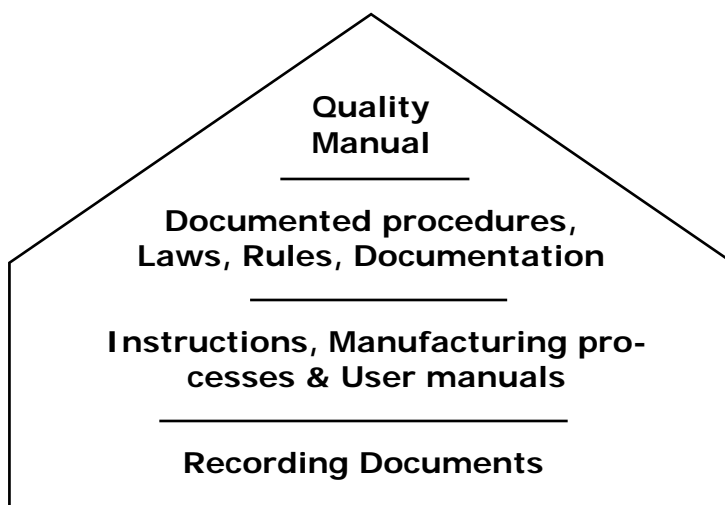 Quality
Manual
Documented procedures,
Laws, Rules, Documentation
Instructions, Manufacturing pro-
cesses & User manuals
Recording Documents